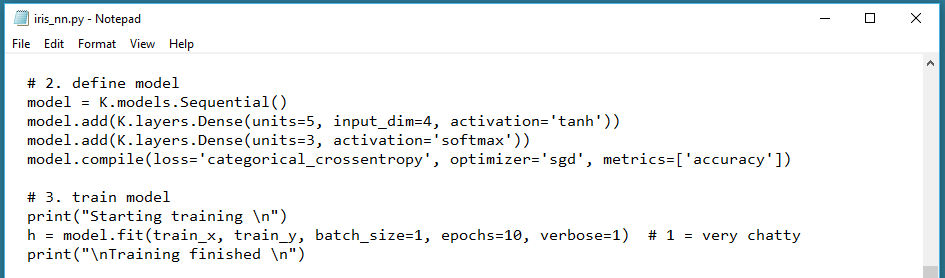 iris_nn.py - Notepad
File Edit Format View Help
# 2. define model
model = K.models.Sequential()
model.add(K.layers.Dense(units=5, input_dim=4, activation='tanh'))
model.add(K.layers.Dense(units=3, activation='softmax'))
model.compile(loss='categorical_crossentropy', optimizer='sgd', metrics=['accuracy'])
# 3. train model
print("Starting training \n")
h = model.fit(train_x, train_y, batch_size=1, epochs=10, verbose=1)  # 1 = very chatty
print("\nTraining finished \n")